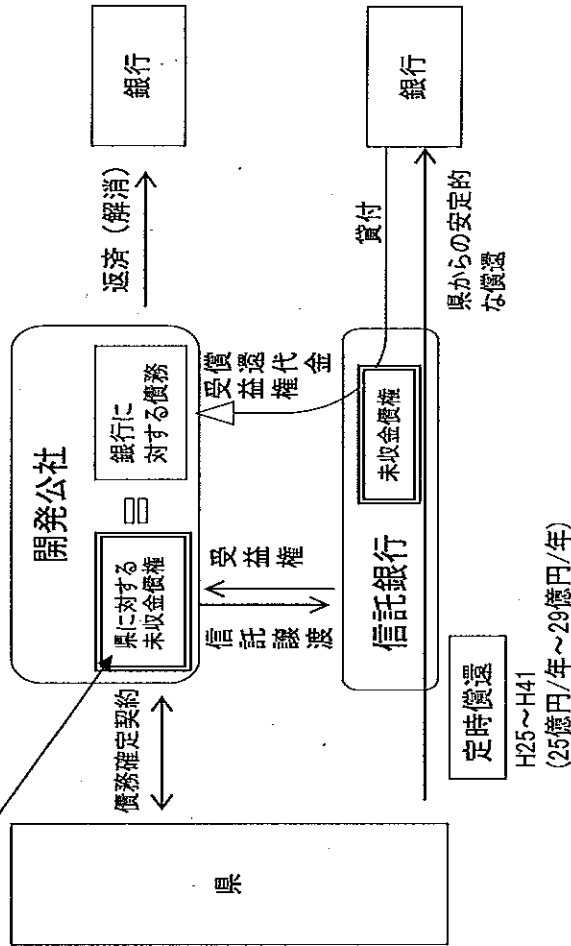 県
債務確定契約
開発公社
県に対する
未収金債権
＝
銀行に
対する債務
返済（解消）
銀行
信託譲渡
受益権
受益権
償還代金
信託銀行
未収金債権
貸付
銀行
県からの安定的
な償還
定時償還
H25～H41
(25億円/年～29億円/年)